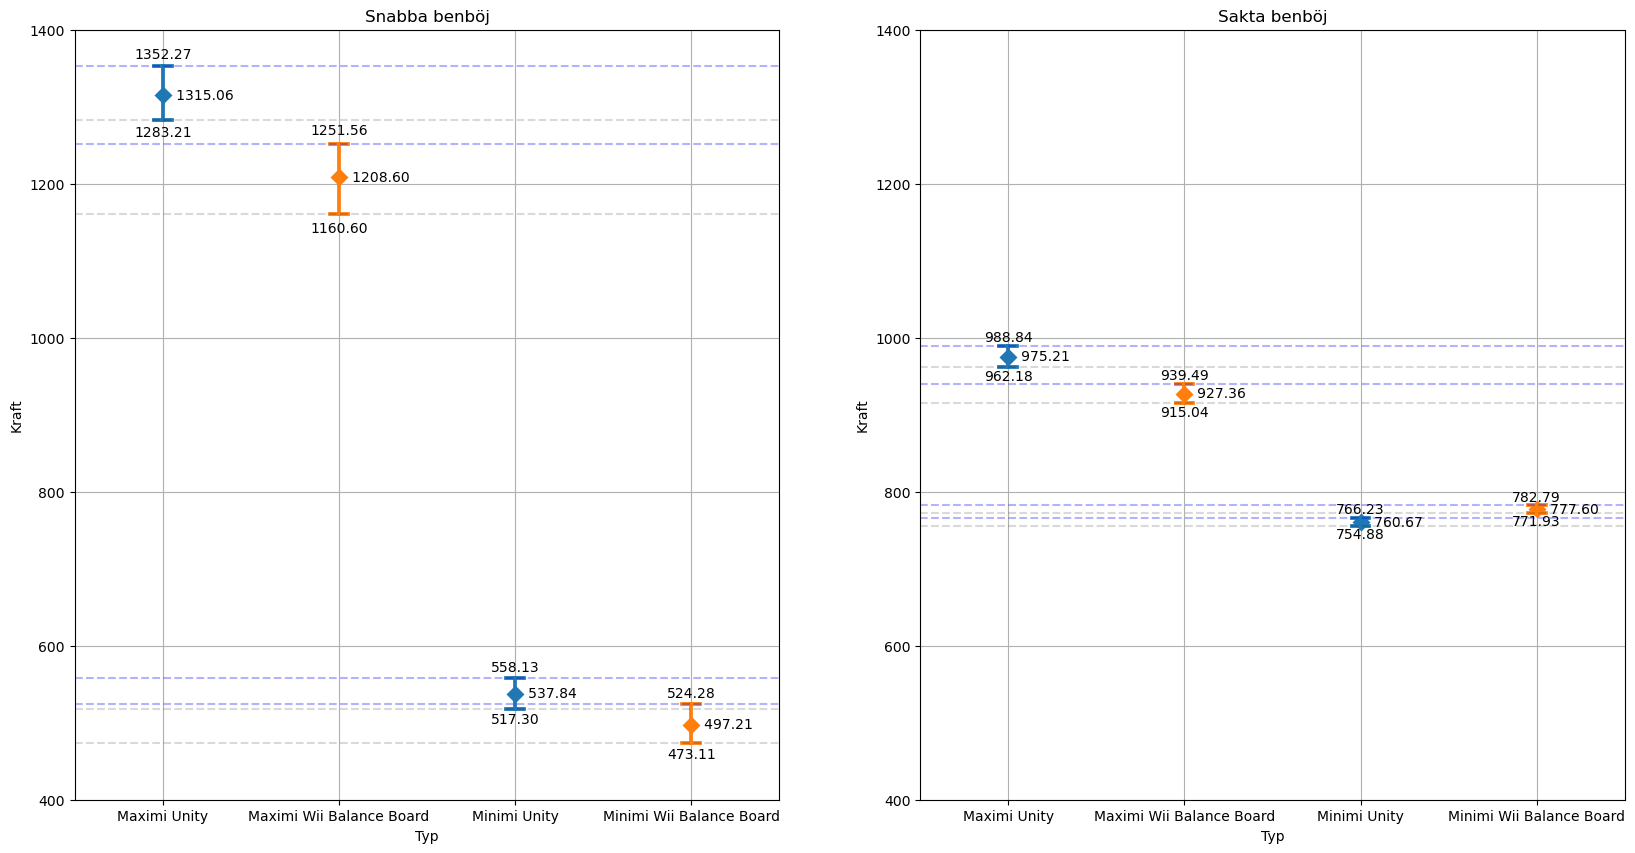 Snabba benböj
1400
1200
1000
800
600
400
Kraft
1352.27
1315.06
1283.21
1251.56
1208.60
1160.60
558.13
537.84
517.30
524.28
497.21
473.11
Maximi Unity
Maximi Wii Balance Board
Minimi Unity
Minimi Wii Balance Board
Typ
Sakta benböj
1400
1200
1000
800
600
400
Kraft
988.84
975.21
962.18
939.49
927.36
915.04
766.23
760.67
754.88
782.79
777.60
771.93
Maximi Unity
Maximi Wii Balance Board
Minimi Unity
Minimi Wii Balance Board
Typ